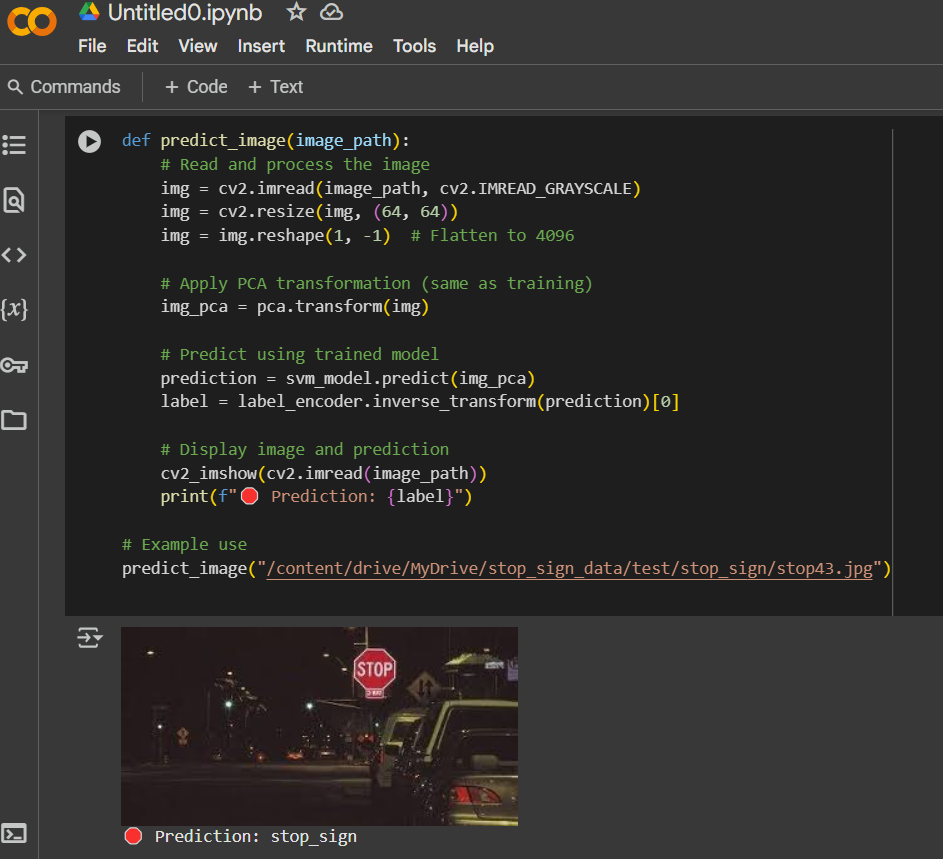 Untitled0.ipynb
File Edit View Insert Runtime Tools Help
Commands + Code + Text
def predict_image(image_path):
    # Read and process the image
    img = cv2.imread(image_path, cv2.IMREAD_GRAYSCALE)
    img = cv2.resize(img, (64, 64))
    img = img.reshape(1, -1)  # Flatten to 4096
    # Apply PCA transformation (same as training)
    img_pca = pca.transform(img)
    # Predict using trained model
    prediction = svm_model.predict(img_pca)
    label = label_encoder.inverse_transform(prediction)[0]
    # Display image and prediction
    cv2_imshow(cv2.imread(image_path))
    print(f"🛑 Prediction: {label}")
# Example use
predict_image("/content/drive/MyDrive/stop_sign_data/test/stop_sign/stop43.jpg")
STOP
3-WAY
🛑 Prediction: stop_sign